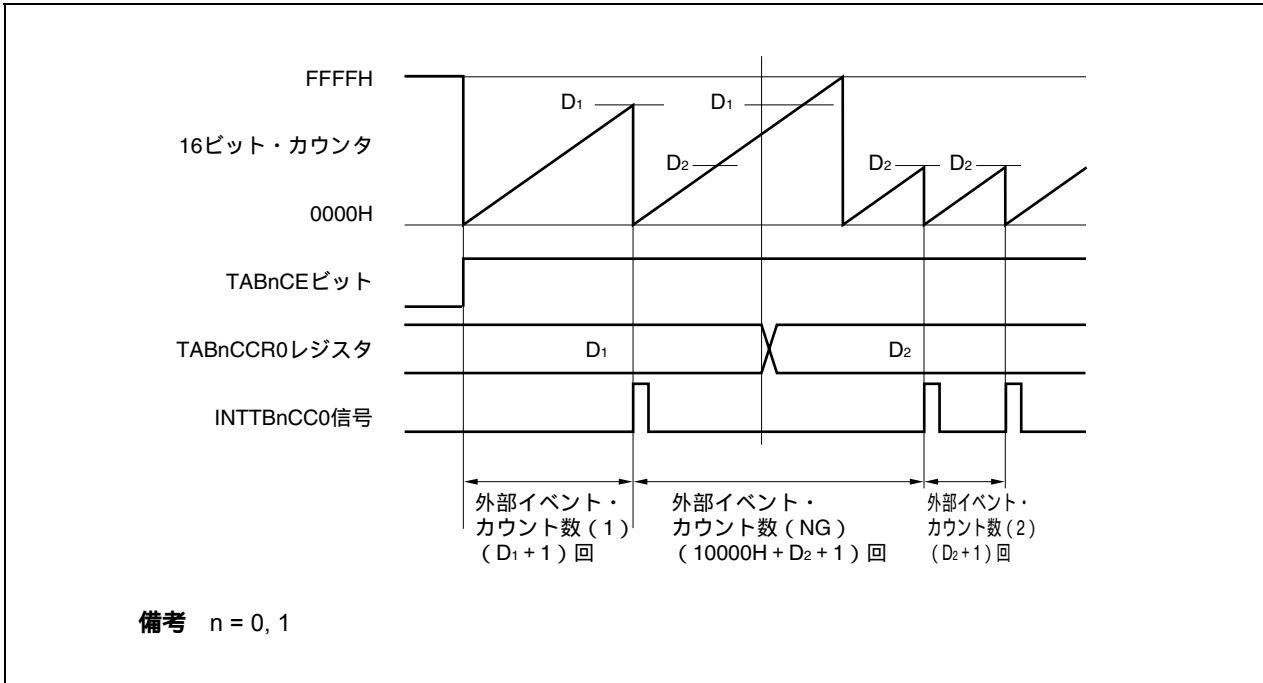 FFFFH
D1
D1
16ビット・カウンタ
D2
D2
D2
0000H
TABnCEビット
TABnCCR0レジスタ
D1
D2
INTTBnCC0信号
外部イベント・
カウント数(1)
(D1+1)回
外部イベント・
カウント数(NG)
(10000H+D2+1)回
外部イベント・
カウント数(2)
(D2+1)回
備考 n = 0, 1